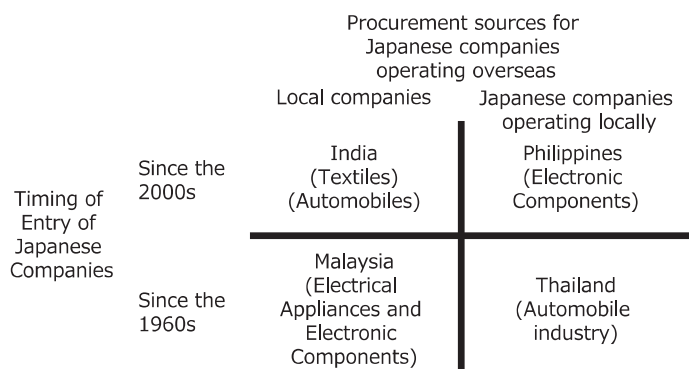 Procurement sources for
Japanese companies
operating overseas
Local companies
Japanese companies
operating locally
Timing of
Entry of
Japanese
Companies
Since the
2000s
India
(Textiles)
(Automobiles)
Philippines
(Electronic
Components)
Since the
1960s
Malaysia
(Electrical
Appliances and
Electronic
Components)
Thailand
(Automobile
industry)